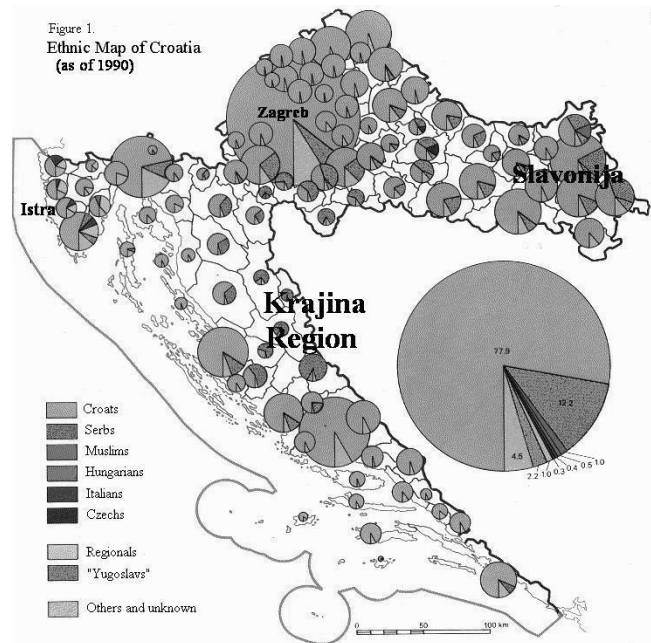 Figure 1.
Ethnic Map of Croatia
(as of 1990)
Zagreb
Slavonija
Istra
Krajina
Region
77.9
12.2
4.5
2.2
1.0
0.3
0.4
0.5
1.0
Croats
Serbs
Muslims
Hungarians
Italians
Czechs
Regionals
"Yugoslavs"
Others and unknown
0
50
100 km